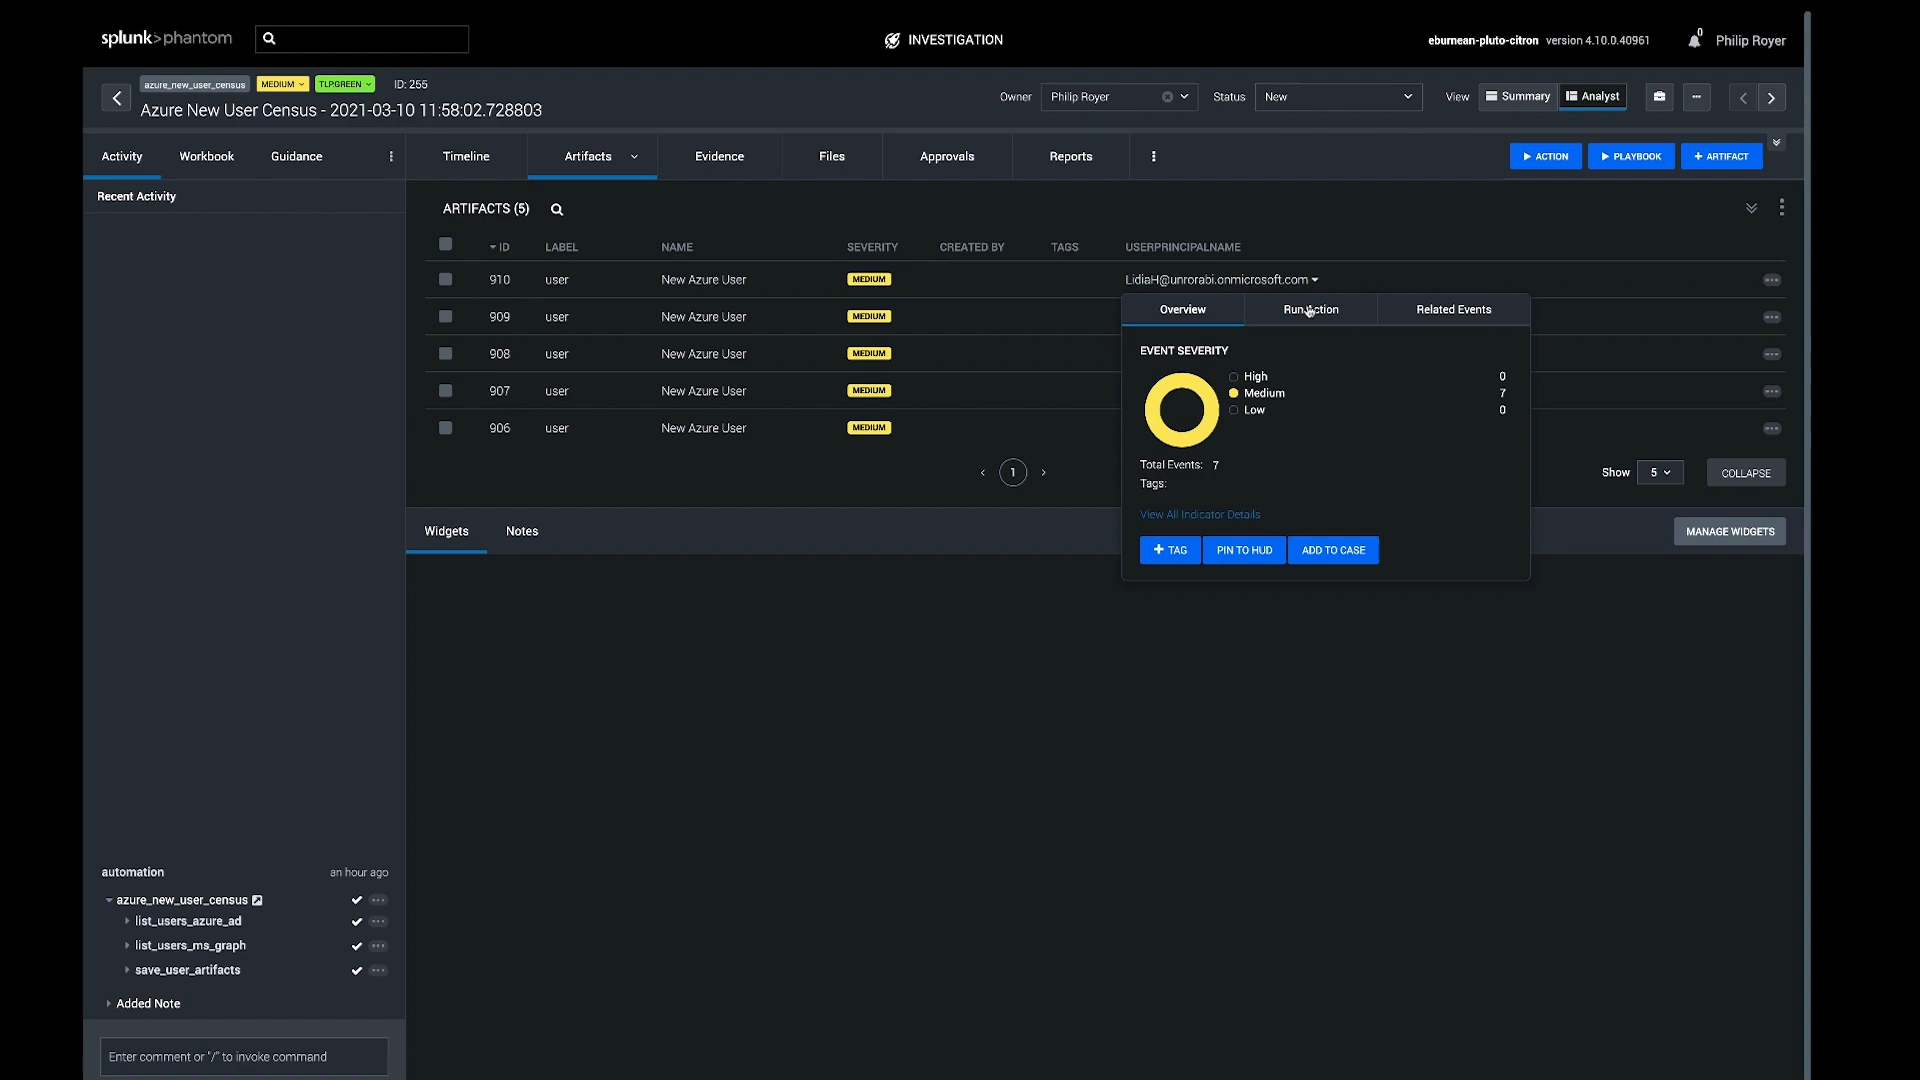 splunk>phantom
INVESTIGATION
eburnean-pluto-citron version 4.10.0.40961
0
Philip Royer
azure_new_user_census MEDIUM TLP:GREEN ID: 255
Azure New User Census - 2021-03-10 11:58:02.728803
Owner Philip Royer Status New View Summary Analyst
Activity Workbook Guidance
Timeline Artifacts Evidence Files Approvals Reports
ACTION PLAYBOOK + ARTIFACT
Recent Activity
ARTIFACTS (5)
ID LABEL NAME SEVERITY CREATED BY TAGS USERPRINCIPALNAME
910 user New Azure User MEDIUM LidiaH@unrorabi.onmicrosoft.com
909 user New Azure User MEDIUM
908 user New Azure User MEDIUM
907 user New Azure User MEDIUM
906 user New Azure User MEDIUM
Overview Run Action Related Events
EVENT SEVERITY
High 0
Medium 7
Low 0
Total Events: 7
Tags:
View All Indicator Details
+ TAG PIN TO HUD ADD TO CASE
< 1 >
Show 5 COLLAPSE
Widgets Notes
MANAGE WIDGETS
automation an hour ago
azure_new_user_census
list_users_azure_ad
list_users_ms_graph
save_user_artifacts
Added Note
Enter comment or "/" to invoke command